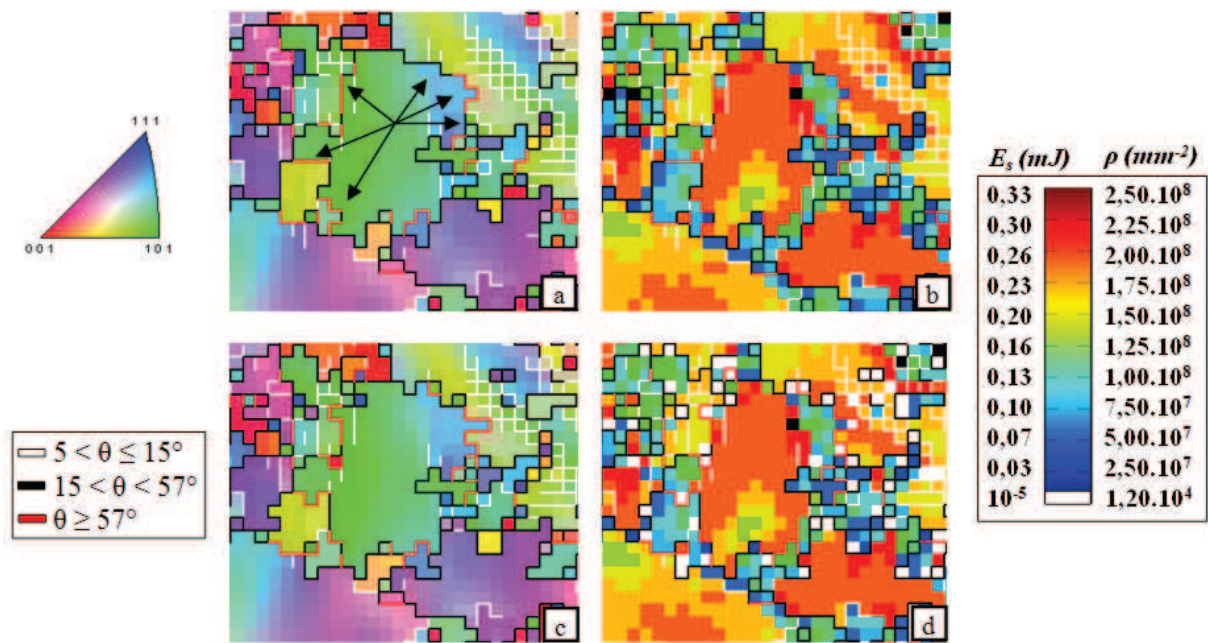 111
001
101
a
b
c
d
5 < θ ≤ 15°
15 < θ < 57°
θ ≥ 57°
Eₛ (mJ) ρ (mm⁻²)
0,33 2,50.10⁸
0,30 2,25.10⁸
0,26 2,00.10⁸
0,23 1,75.10⁸
0,20 1,50.10⁸
0,16 1,25.10⁸
0,13 1,00.10⁸
0,10 7,50.10⁷
0,07 5,00.10⁷
0,03 2,50.10⁷
10⁻⁵ 1,20.10⁴